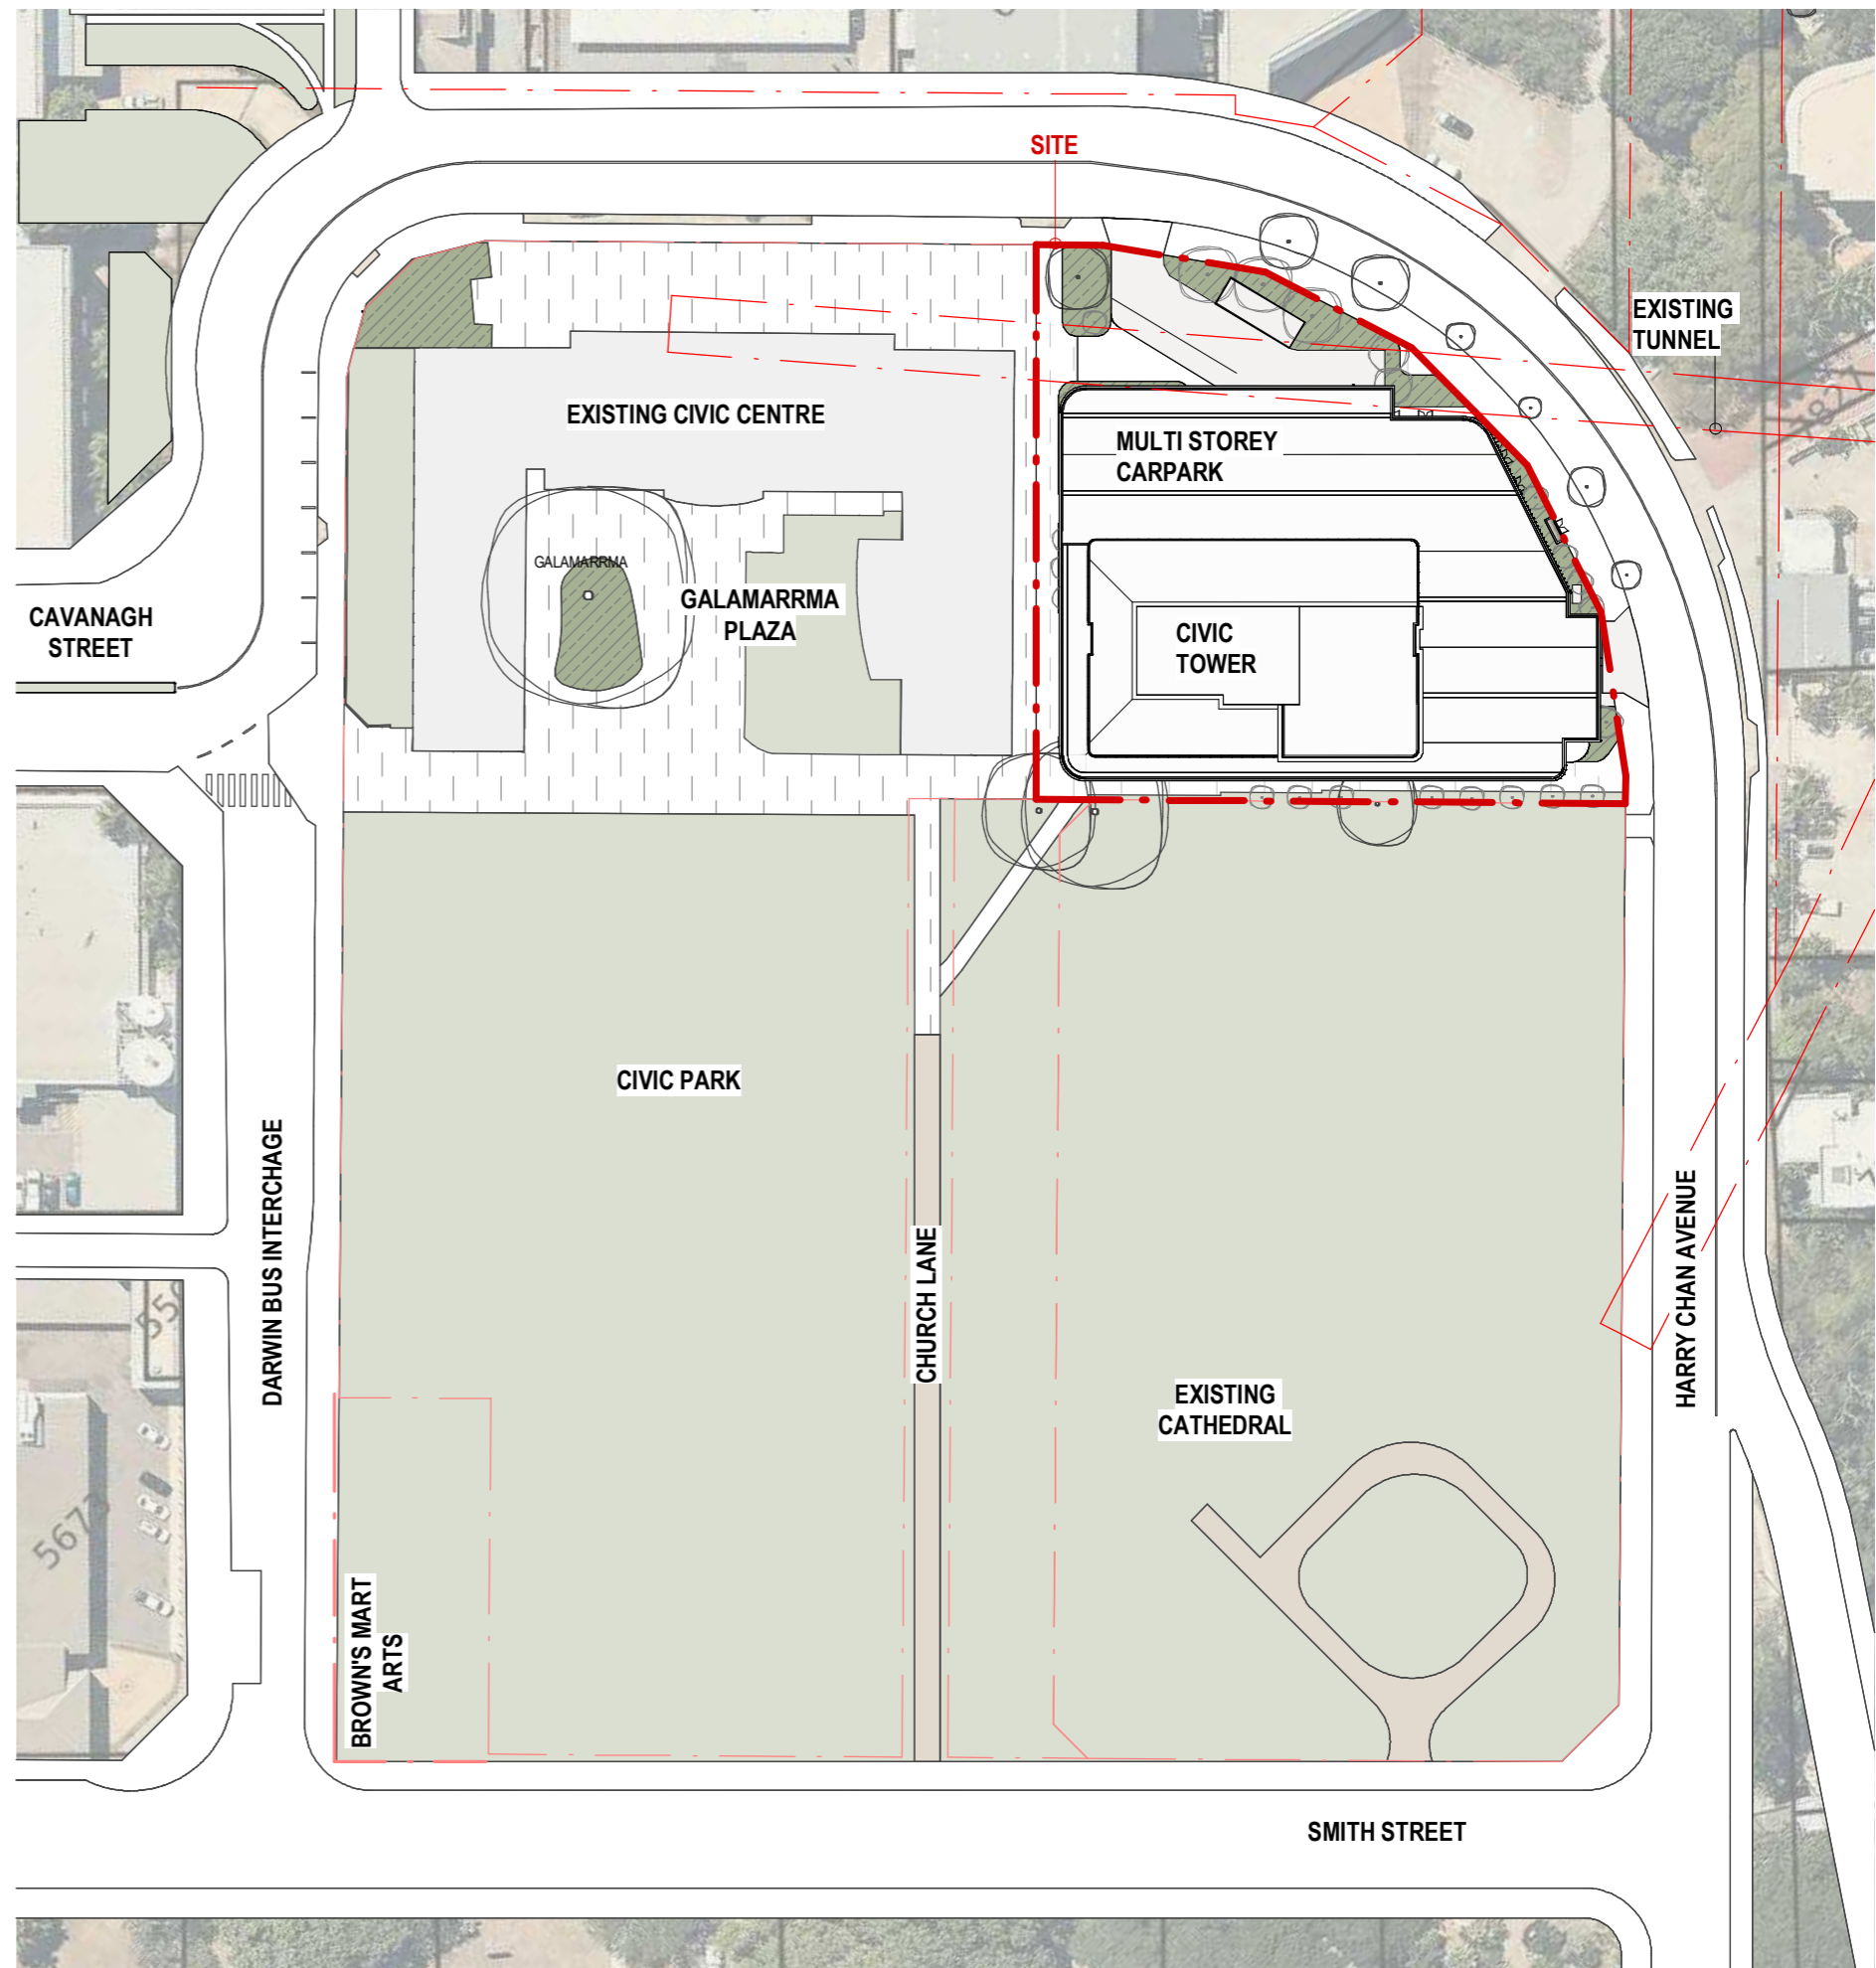 SITE
EXISTING
TUNNEL
EXISTING CIVIC CENTRE
MULTI STOREY
CARPARK
GALAMARRMA
GALAMARRMA
PLAZA
CAVANAGH
STREET
CIVIC
TOWER
CIVIC PARK
DARWIN BUS INTERCHAGE
CHURCH LANE
HARRY CHAN AVENUE
EXISTING
CATHEDRAL
BROWN'S MART
ARTS
SMITH STREET